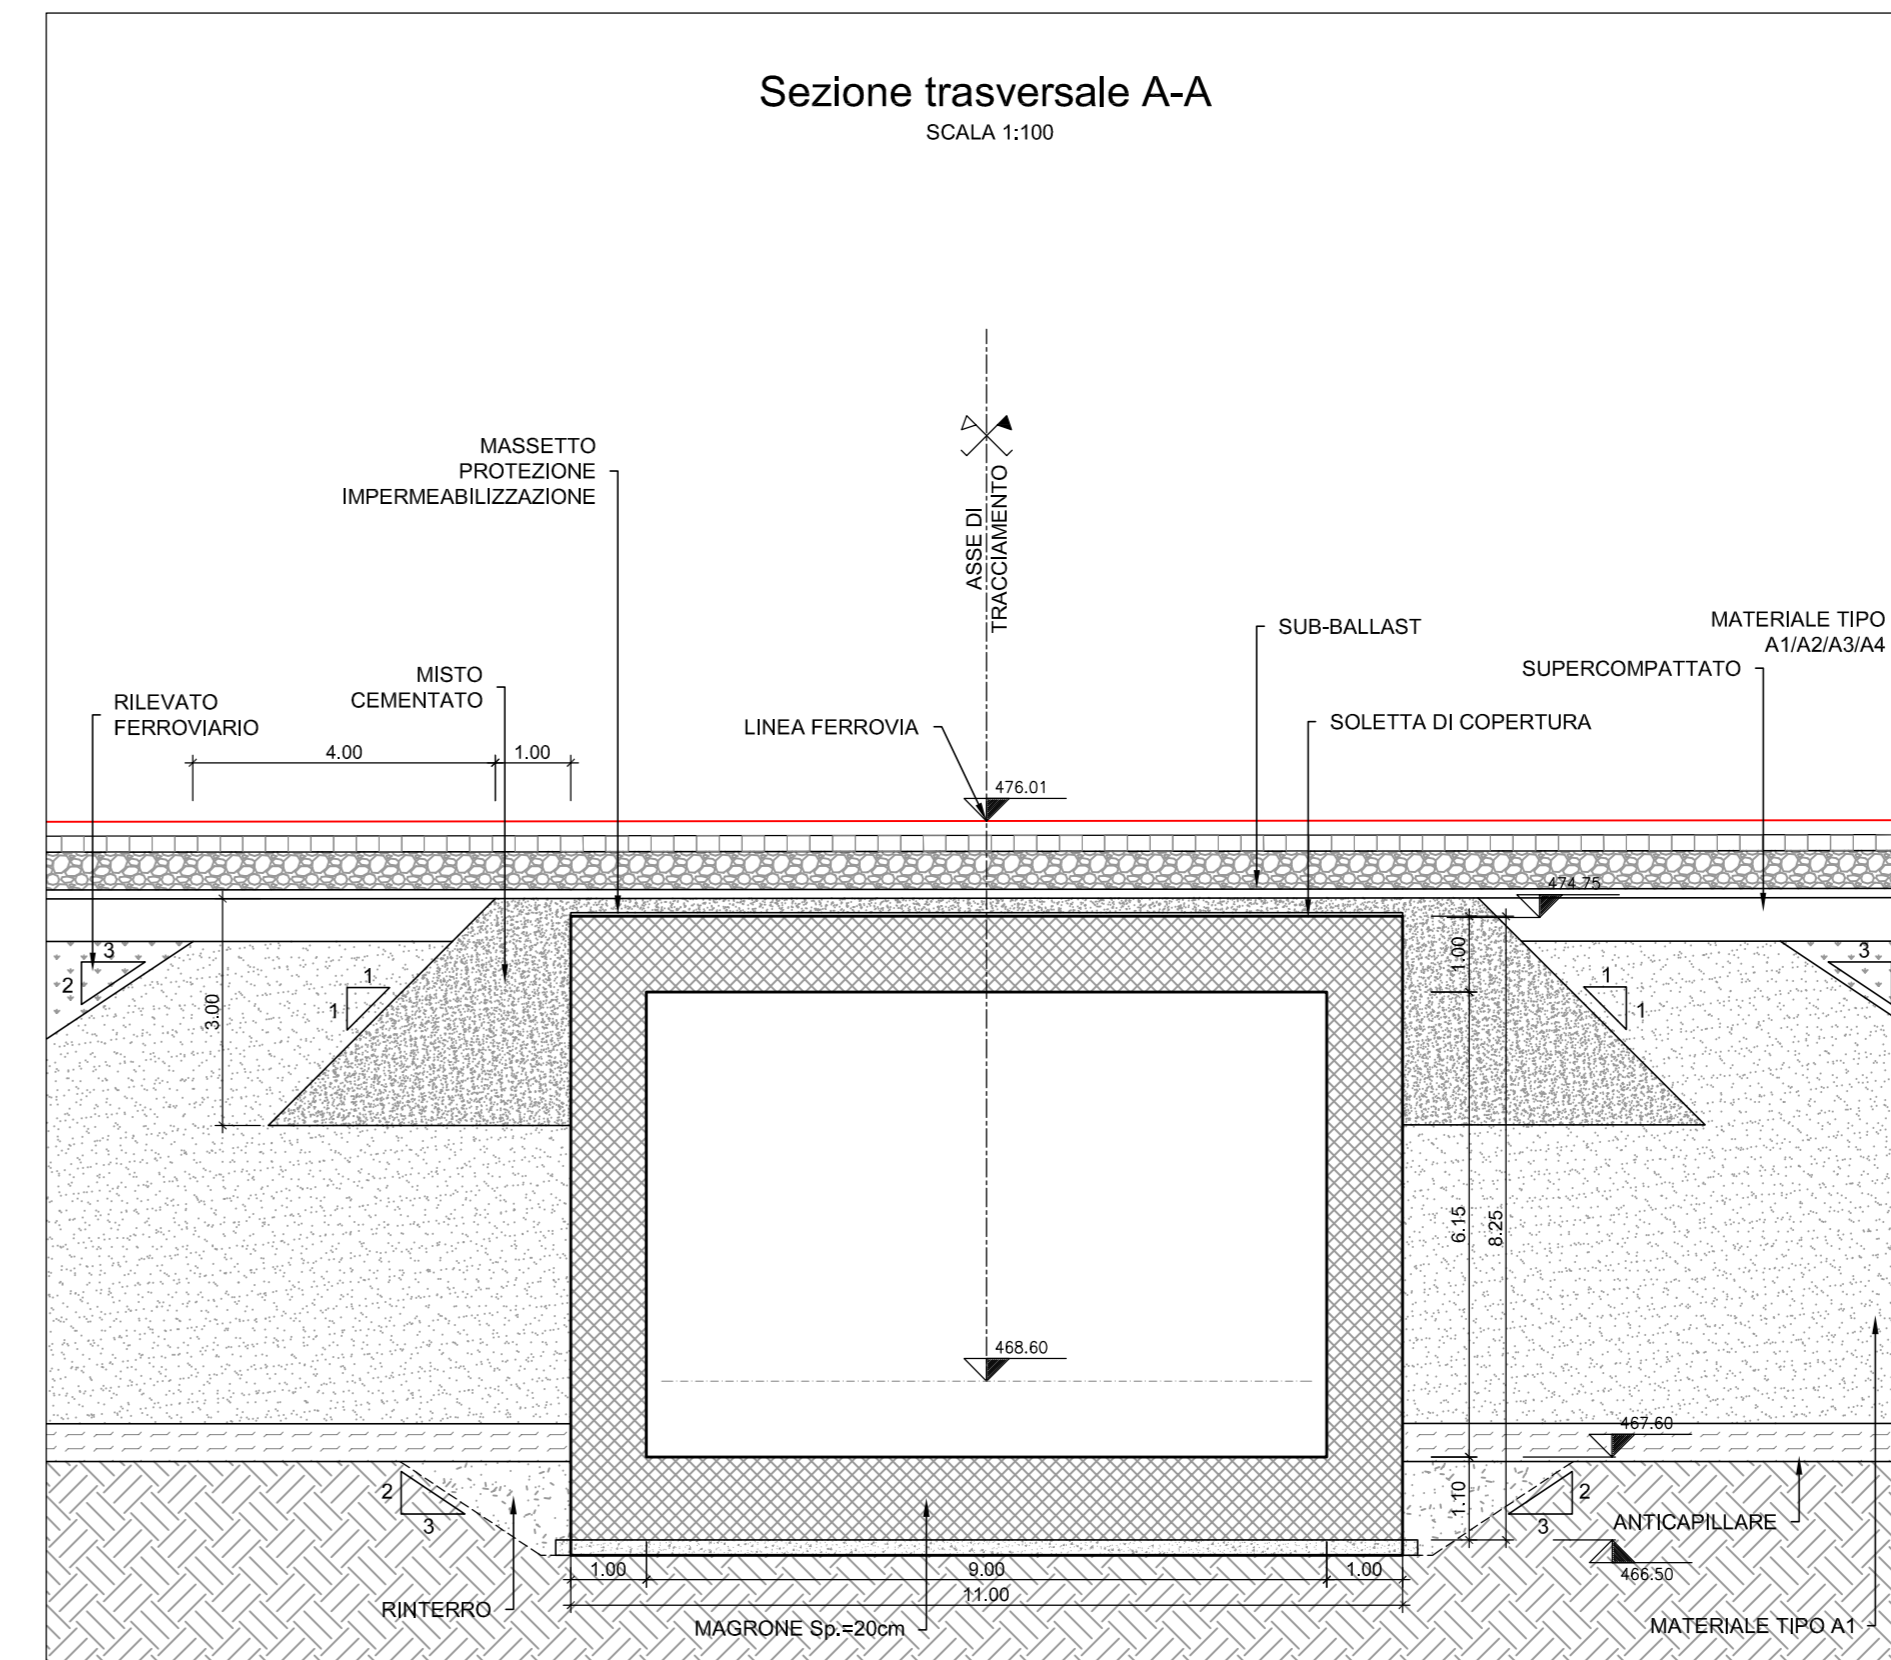 Sezione trasversale A-A
SCALA 1:100
MASSETTO
PROTEZIONE
IMPERMEABILIZZAZIONE
ASSE DI
TRACCIAMENTO
SUB-BALLAST
MATERIALE TIPO
A1/A2/A3/A4
SUPERCOMPATTATO
MISTO
CEMENTATO
RILEVATO
FERROVIARIO
LINEA FERROVIA
SOLETTA DI COPERTURA
4.00
1.00
476.01
474.75
3
2
1
1
3.00
1.00
1
1
3
6.15
8.25
468.60
467.60
2
3
1.10
2
3
ANTICAPILLARE
466.50
1.00
9.00
1.00
11.00
RINTERRO
MAGRONE Sp.=20cm
MATERIALE TIPO A1